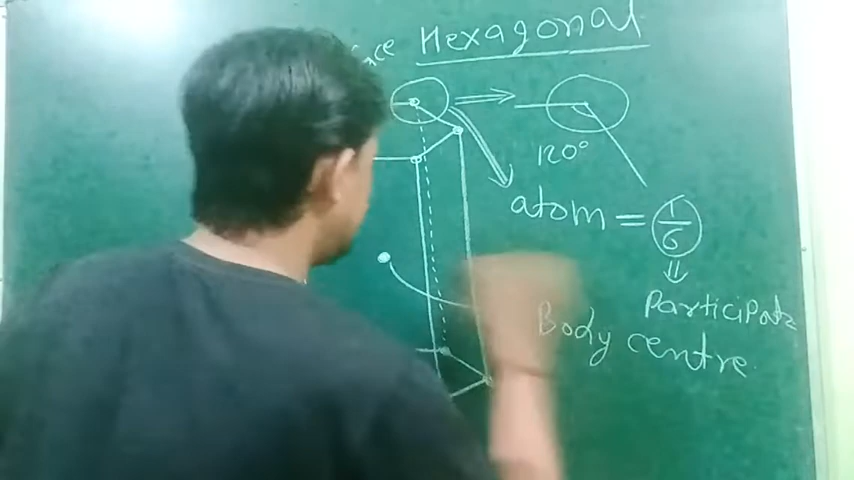 Hexagonal
120°
atom = 1/6
Participate
Body centre